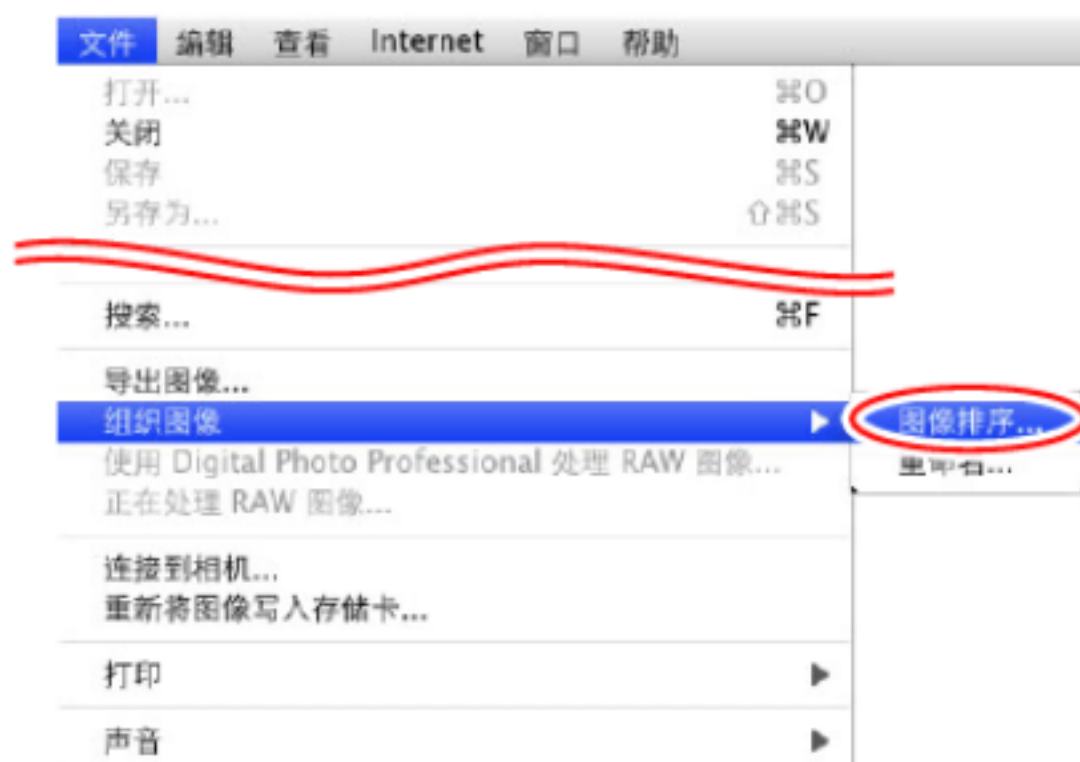 文件 编辑 查看 Internet 窗口 帮助
打开... ⌘O
关闭 ⌘W
保存 ⌘S
另存为... ⇧⌘S
搜索... ⌘F
导出图像...
组织图像 ▶ 图像排序...
使用 Digital Photo Professional 处理 RAW 图像... 重命名...
正在处理 RAW 图像...
连接到相机...
重新将图像写入存储卡...
打印 ▶
声音 ▶